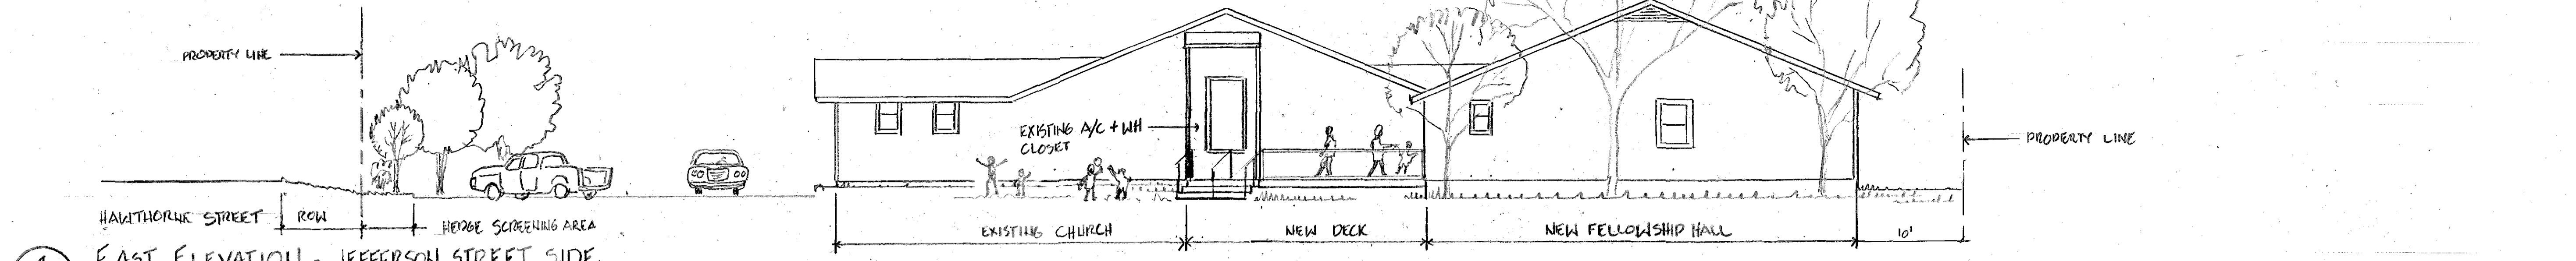 PROPERTY LINE
EXISTING A/C + WH
CLOSET
PROPERTY LINE
HAWTHORNE STREET
ROW
HEDGE SCREENING AREA
EXISTING CHURCH
NEW DECK
NEW FELLOWSHIP HALL
10'
EAST ELEVATION - JEFFERSON STREET SIDE